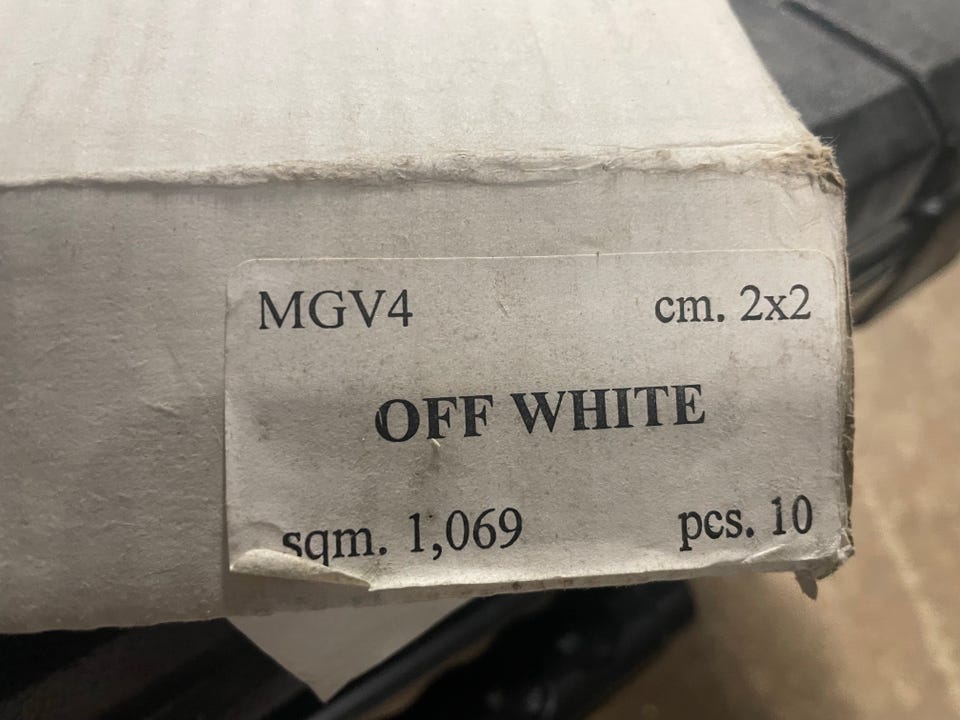 MGV4 cm. 2x2
OFF WHITE
sqm. 1,069 pcs. 10